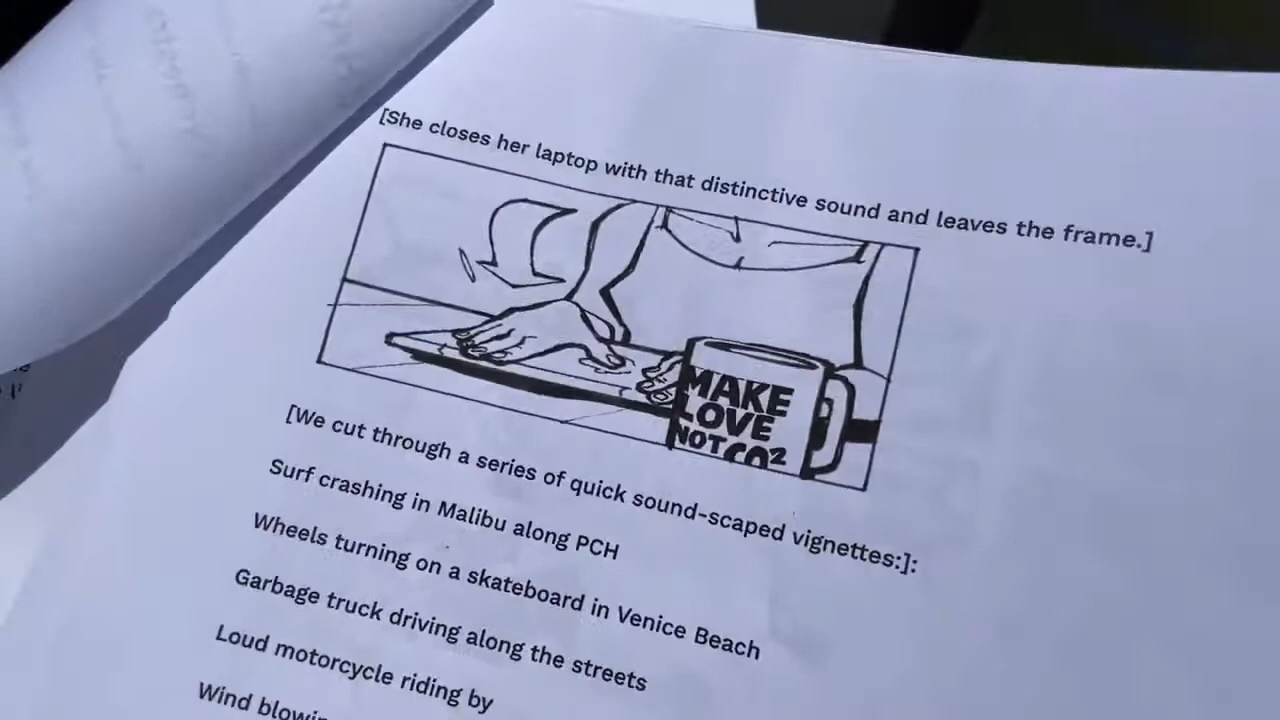 [She closes her laptop with that distinctive sound and leaves the frame.]
MAKE
LOVE
NOT CO²
[We cut through a series of quick sound-scaped vignettes:]:
Surf crashing in Malibu along PCH
Wheels turning on a skateboard in Venice Beach
Garbage truck driving along the streets
Loud motorcycle riding by
Wind